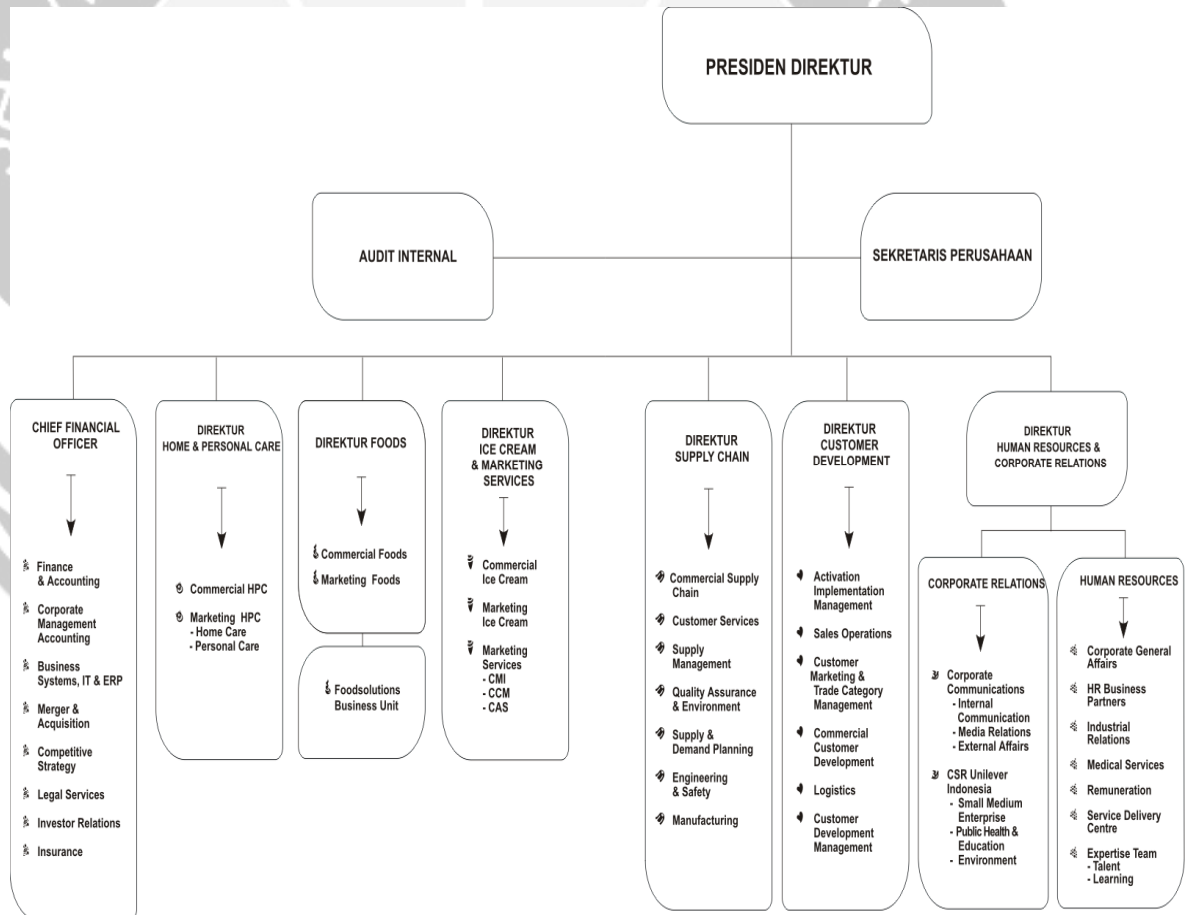 PRESIDEN DIREKTUR
AUDIT INTERNAL
SEKRETARIS PERUSAHAAN
CHIEF FINANCIAL
OFFICER
Finance
& Accounting
Corporate
Management
Accounting
Business
Systems, IT & ERP
Merger &
Acquisition
Competitive
Strategy
Legal Services
Investor Relations
Insurance
DIREKTUR
HOME & PERSONAL CARE
Commercial HPC
Marketing HPC
- Home Care
- Personal Care
DIREKTUR FOODS
Commercial Foods
Marketing Foods
Foodsolutions
Business Unit
DIREKTUR
ICE CREAM
& MARKETING
SERVICES
Commercial
Ice Cream
Marketing
Ice Cream
Marketing
Services
- CMI
- CCM
- CAS
DIREKTUR
SUPPLY CHAIN
Commercial Supply
Chain
Customer Services
Supply
Management
Quality Assurance
& Environment
Supply &
Demand Planning
Engineering
& Safety
Manufacturing
DIREKTUR
CUSTOMER
DEVELOPMENT
Activation
Implementation
Management
Sales Operations
Customer
Marketing &
Trade Category
Management
Commercial
Customer
Development
Logistics
Customer
Development
Management
DIREKTUR
HUMAN RESOURCES &
CORPORATE RELATIONS
CORPORATE RELATIONS
Corporate
Communications
- Internal
Communication
- Media Relations
- External Affairs
CSR Unilever
Indonesia
- Small Medium
Enterprise
- Public Health &
Education
- Environment
HUMAN RESOURCES
Corporate General
Affairs
HR Business
Partners
Industrial
Relations
Medical Services
Remuneration
Service Delivery
Centre
Expertise Team
- Talent
- Learning